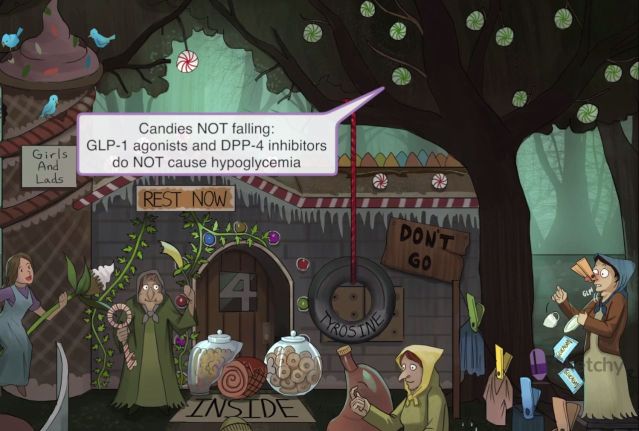 Candies NOT falling:
GLP-1 agonists and DPP-4 inhibitors
do NOT cause hypoglycemia
Girls
And
Lads
REST NOW
DON'T
GO
4
TYROSINE
INSIDE